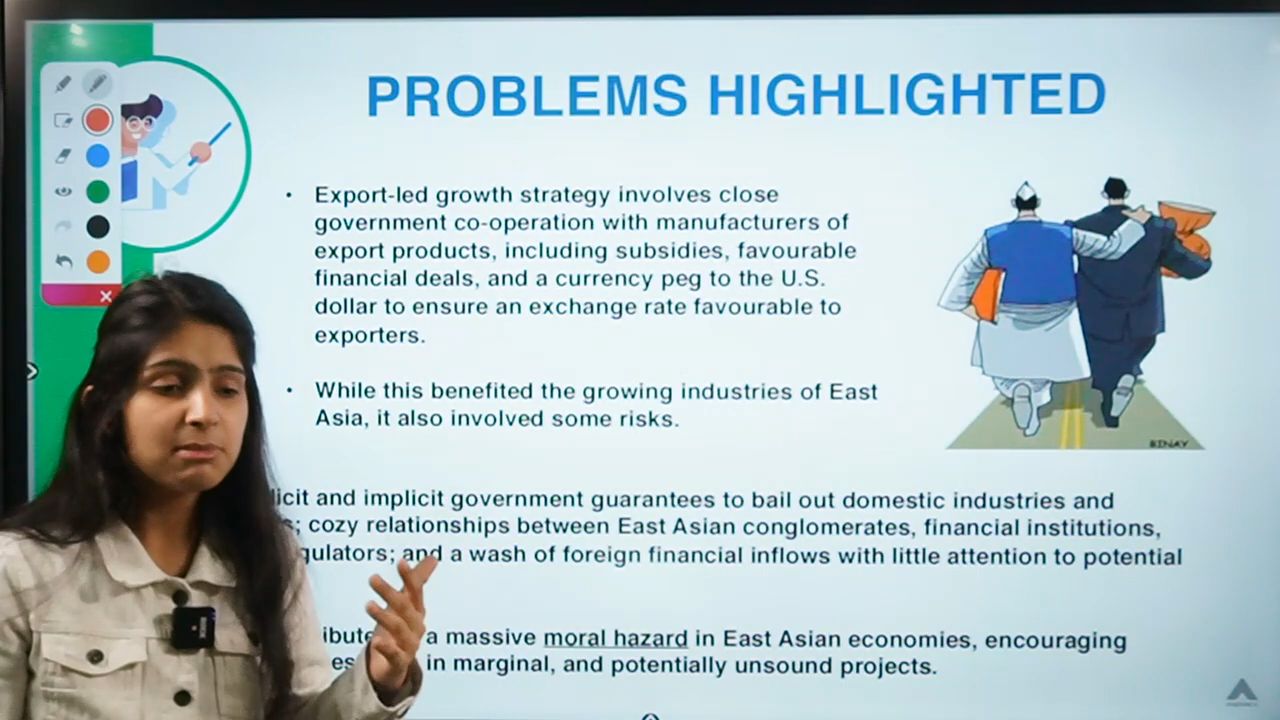 PROBLEMS HIGHLIGHTED
• Export-led growth strategy involves close
government co-operation with manufacturers of
export products, including subsidies, favourable
financial deals, and a currency peg to the U.S.
dollar to ensure an exchange rate favourable to
exporters.
• While this benefited the growing industries of East
Asia, it also involved some risks.
BINAY
licit and implicit government guarantees to bail out domestic industries and
s; cozy relationships between East Asian conglomerates, financial institutions,
gulators; and a wash of foreign financial inflows with little attention to potential
ibute a massive moral hazard in East Asian economies, encouraging
es in marginal, and potentially unsound projects.